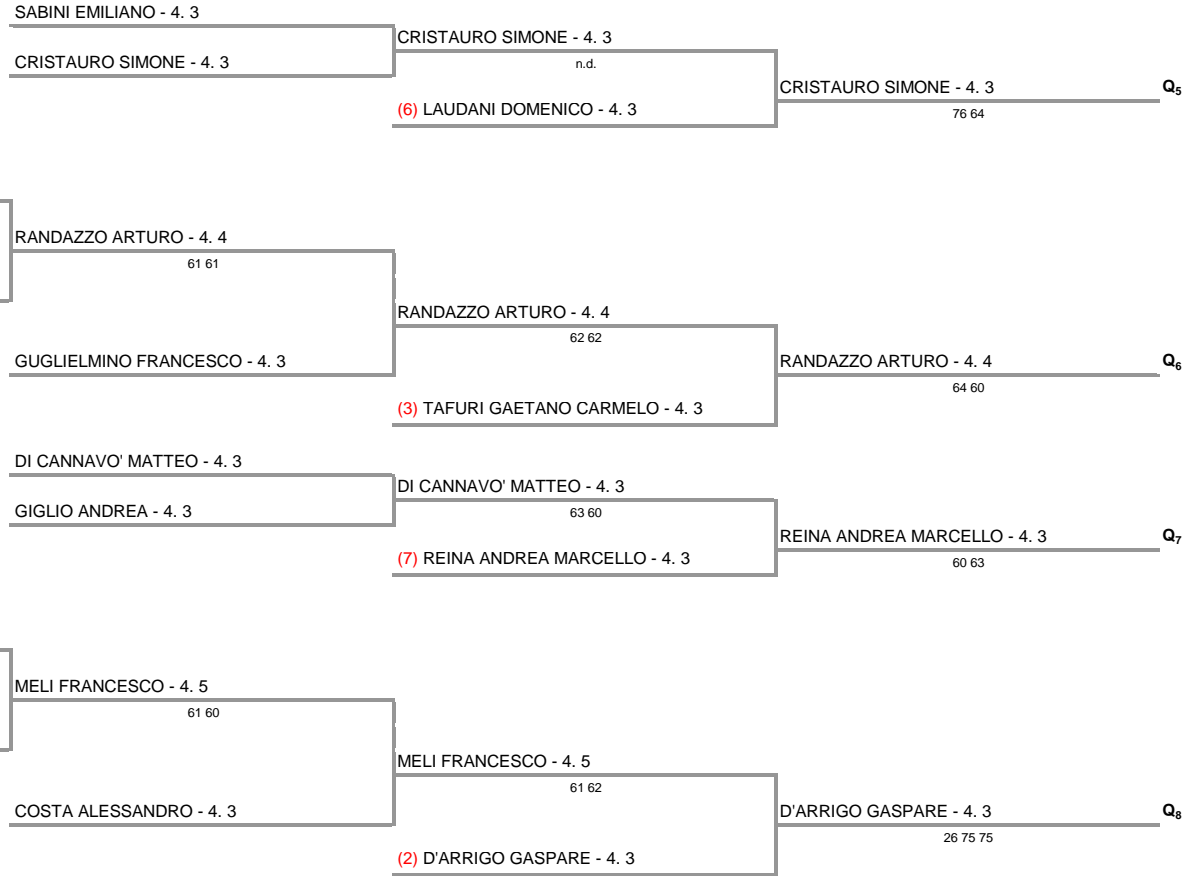 SABINI EMILIANO - 4. 3
CRISTAURO SIMONE - 4. 3
n.d.
CRISTAURO SIMONE - 4. 3
CRISTAURO SIMONE - 4. 3
76 64
Q5
(6) LAUDANI DOMENICO - 4. 3
RANDAZZO ARTURO - 4. 4
61 61
RANDAZZO ARTURO - 4. 4
62 62
GUGLIELMINO FRANCESCO - 4. 3
RANDAZZO ARTURO - 4. 4
64 60
Q6
(3) TAFURI GAETANO CARMELO - 4. 3
DI CANNAVO' MATTEO - 4. 3
DI CANNAVO' MATTEO - 4. 3
63 60
GIGLIO ANDREA - 4. 3
REINA ANDREA MARCELLO - 4. 3
60 63
Q7
(7) REINA ANDREA MARCELLO - 4. 3
MELI FRANCESCO - 4. 5
61 60
MELI FRANCESCO - 4. 5
61 62
COSTA ALESSANDRO - 4. 3
D'ARRIGO GASPARE - 4. 3
26 75 75
Q8
(2) D'ARRIGO GASPARE - 4. 3